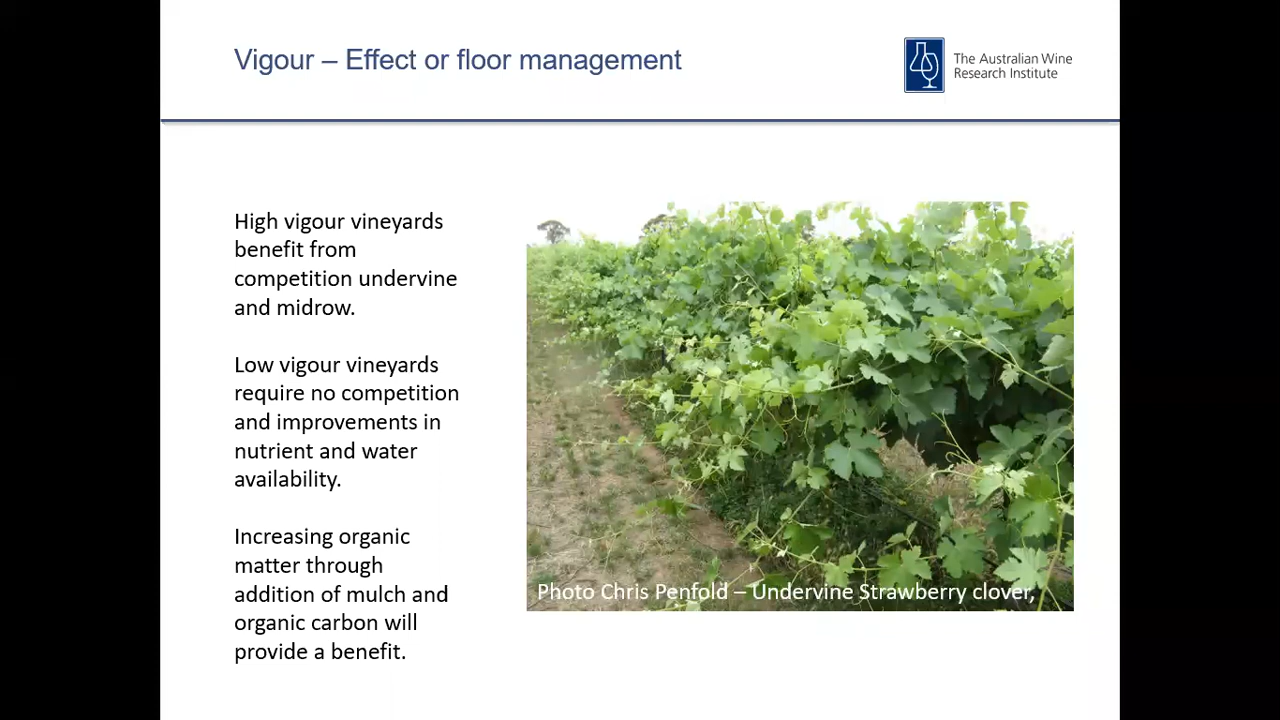 Vigour – Effect or floor management
The Australian Wine
Research Institute
High vigour vineyards
benefit from
competition undervine
and midrow.
Low vigour vineyards
require no competition
and improvements in
nutrient and water
availability.
Increasing organic
matter through
addition of mulch and
organic carbon will
provide a benefit.
Photo Chris Penfold – Undervine Strawberry clover,